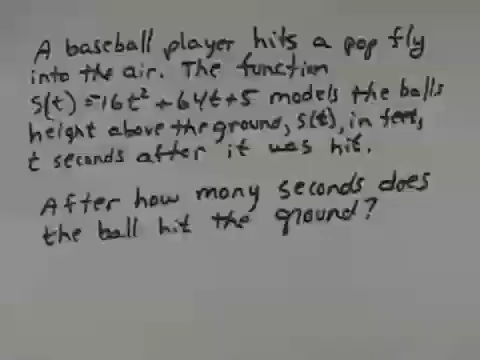 A baseball player hits a pop fly
into the air. The function
s(t) = -16t² + 64t + 5 models the balls
height above the ground, s(t), in feet,
t seconds after it was hit.
After how many seconds does
the ball hit the ground?